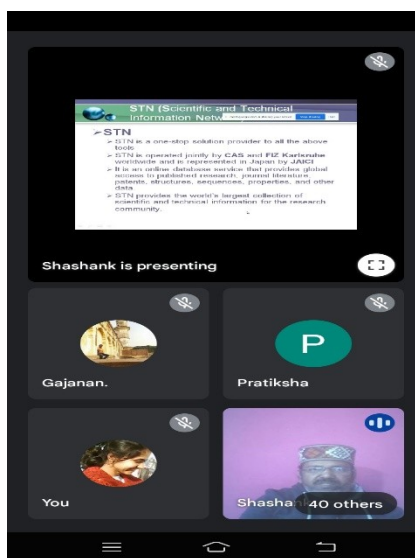 STN (Scientific and Technical
Information Netw
➢STN
➢ STN is a one-stop solution provider to all the above
tools
➢ STN is operated jointly by CAS and FIZ Karlsruhe
worldwide and is represented in Japan by JAICI
➢ It is an online database service that provides global
access to published research, journal literature,
patents, structures, sequences, properties, and other
data
➢ STN provides the world's largest collection of
scientific and technical information for the research
community.
Shashank is presenting
Gajanan.
Pratiksha
P
You
Shasha
40 others